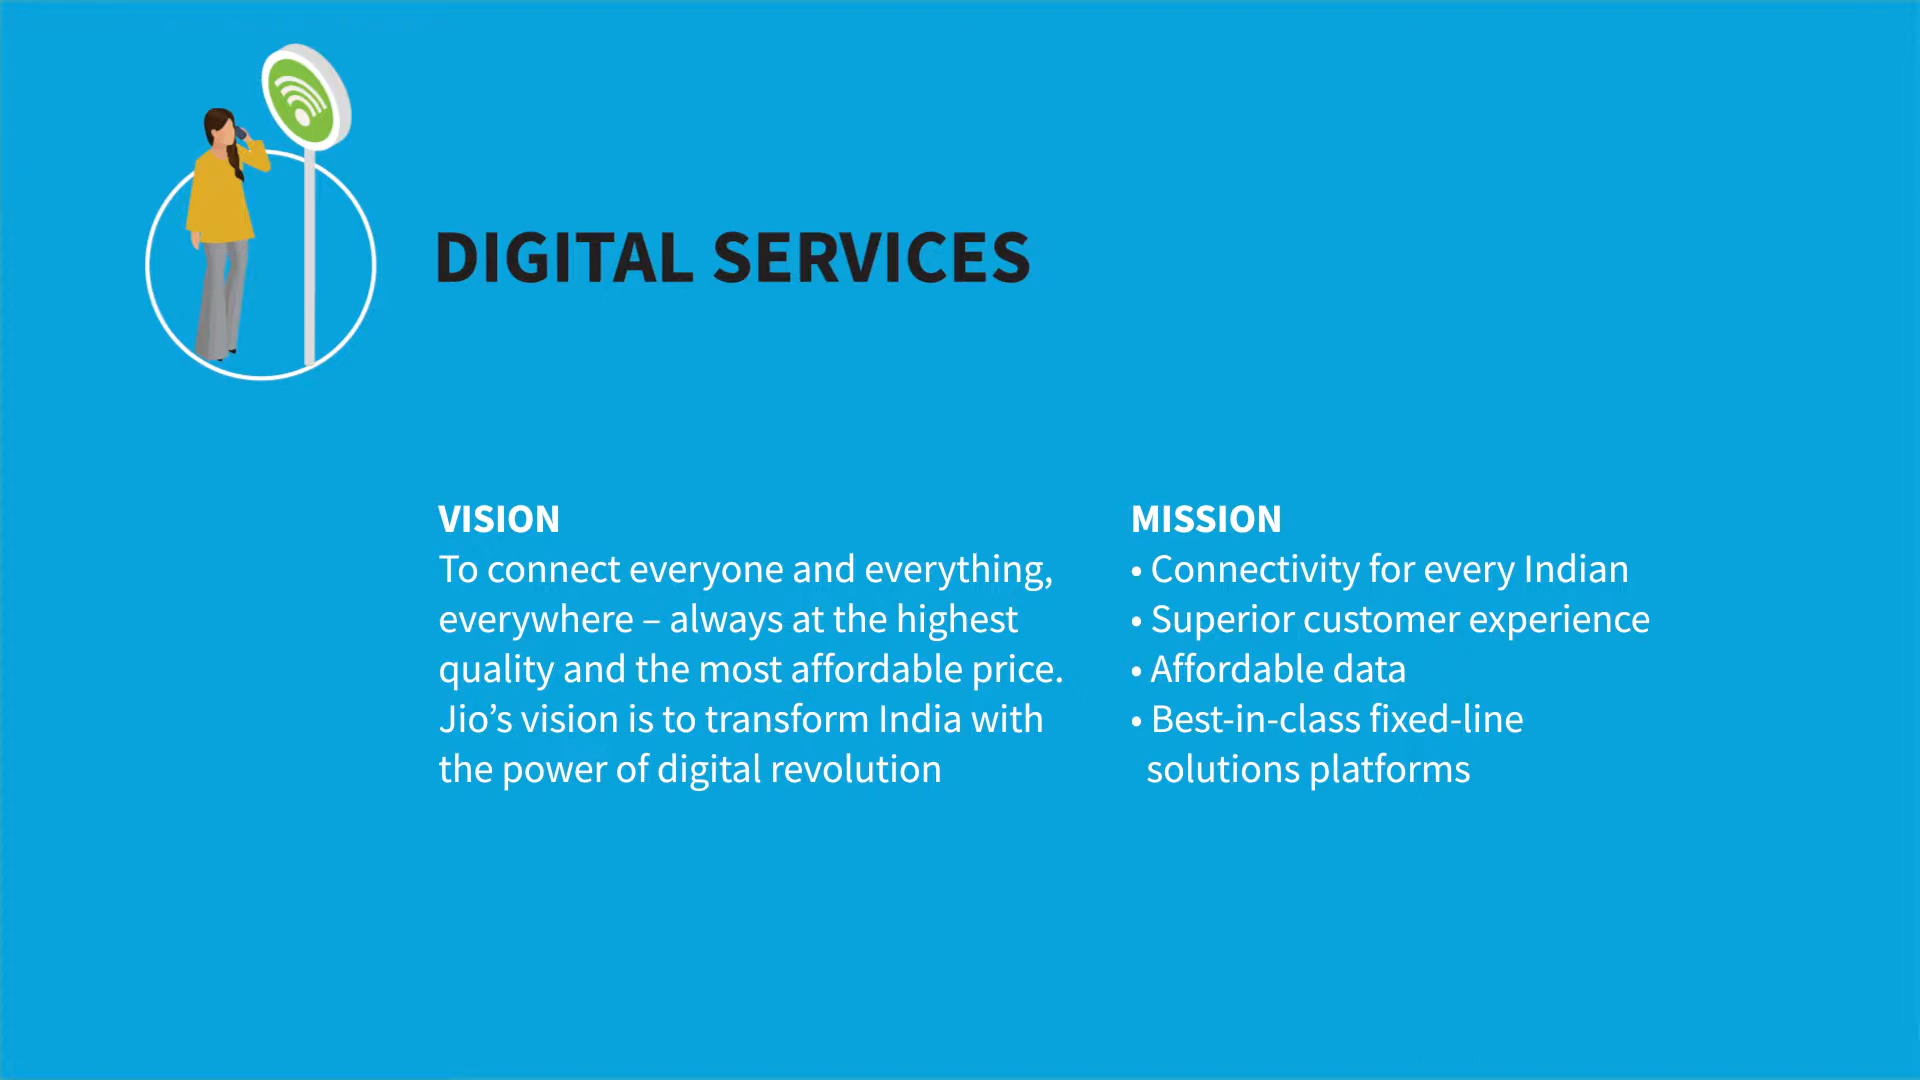 DIGITAL SERVICES
VISION
To connect everyone and everything,
everywhere – always at the highest
quality and the most affordable price.
Jio’s vision is to transform India with
the power of digital revolution
MISSION
• Connectivity for every Indian
• Superior customer experience
• Affordable data
• Best-in-class fixed-line
solutions platforms